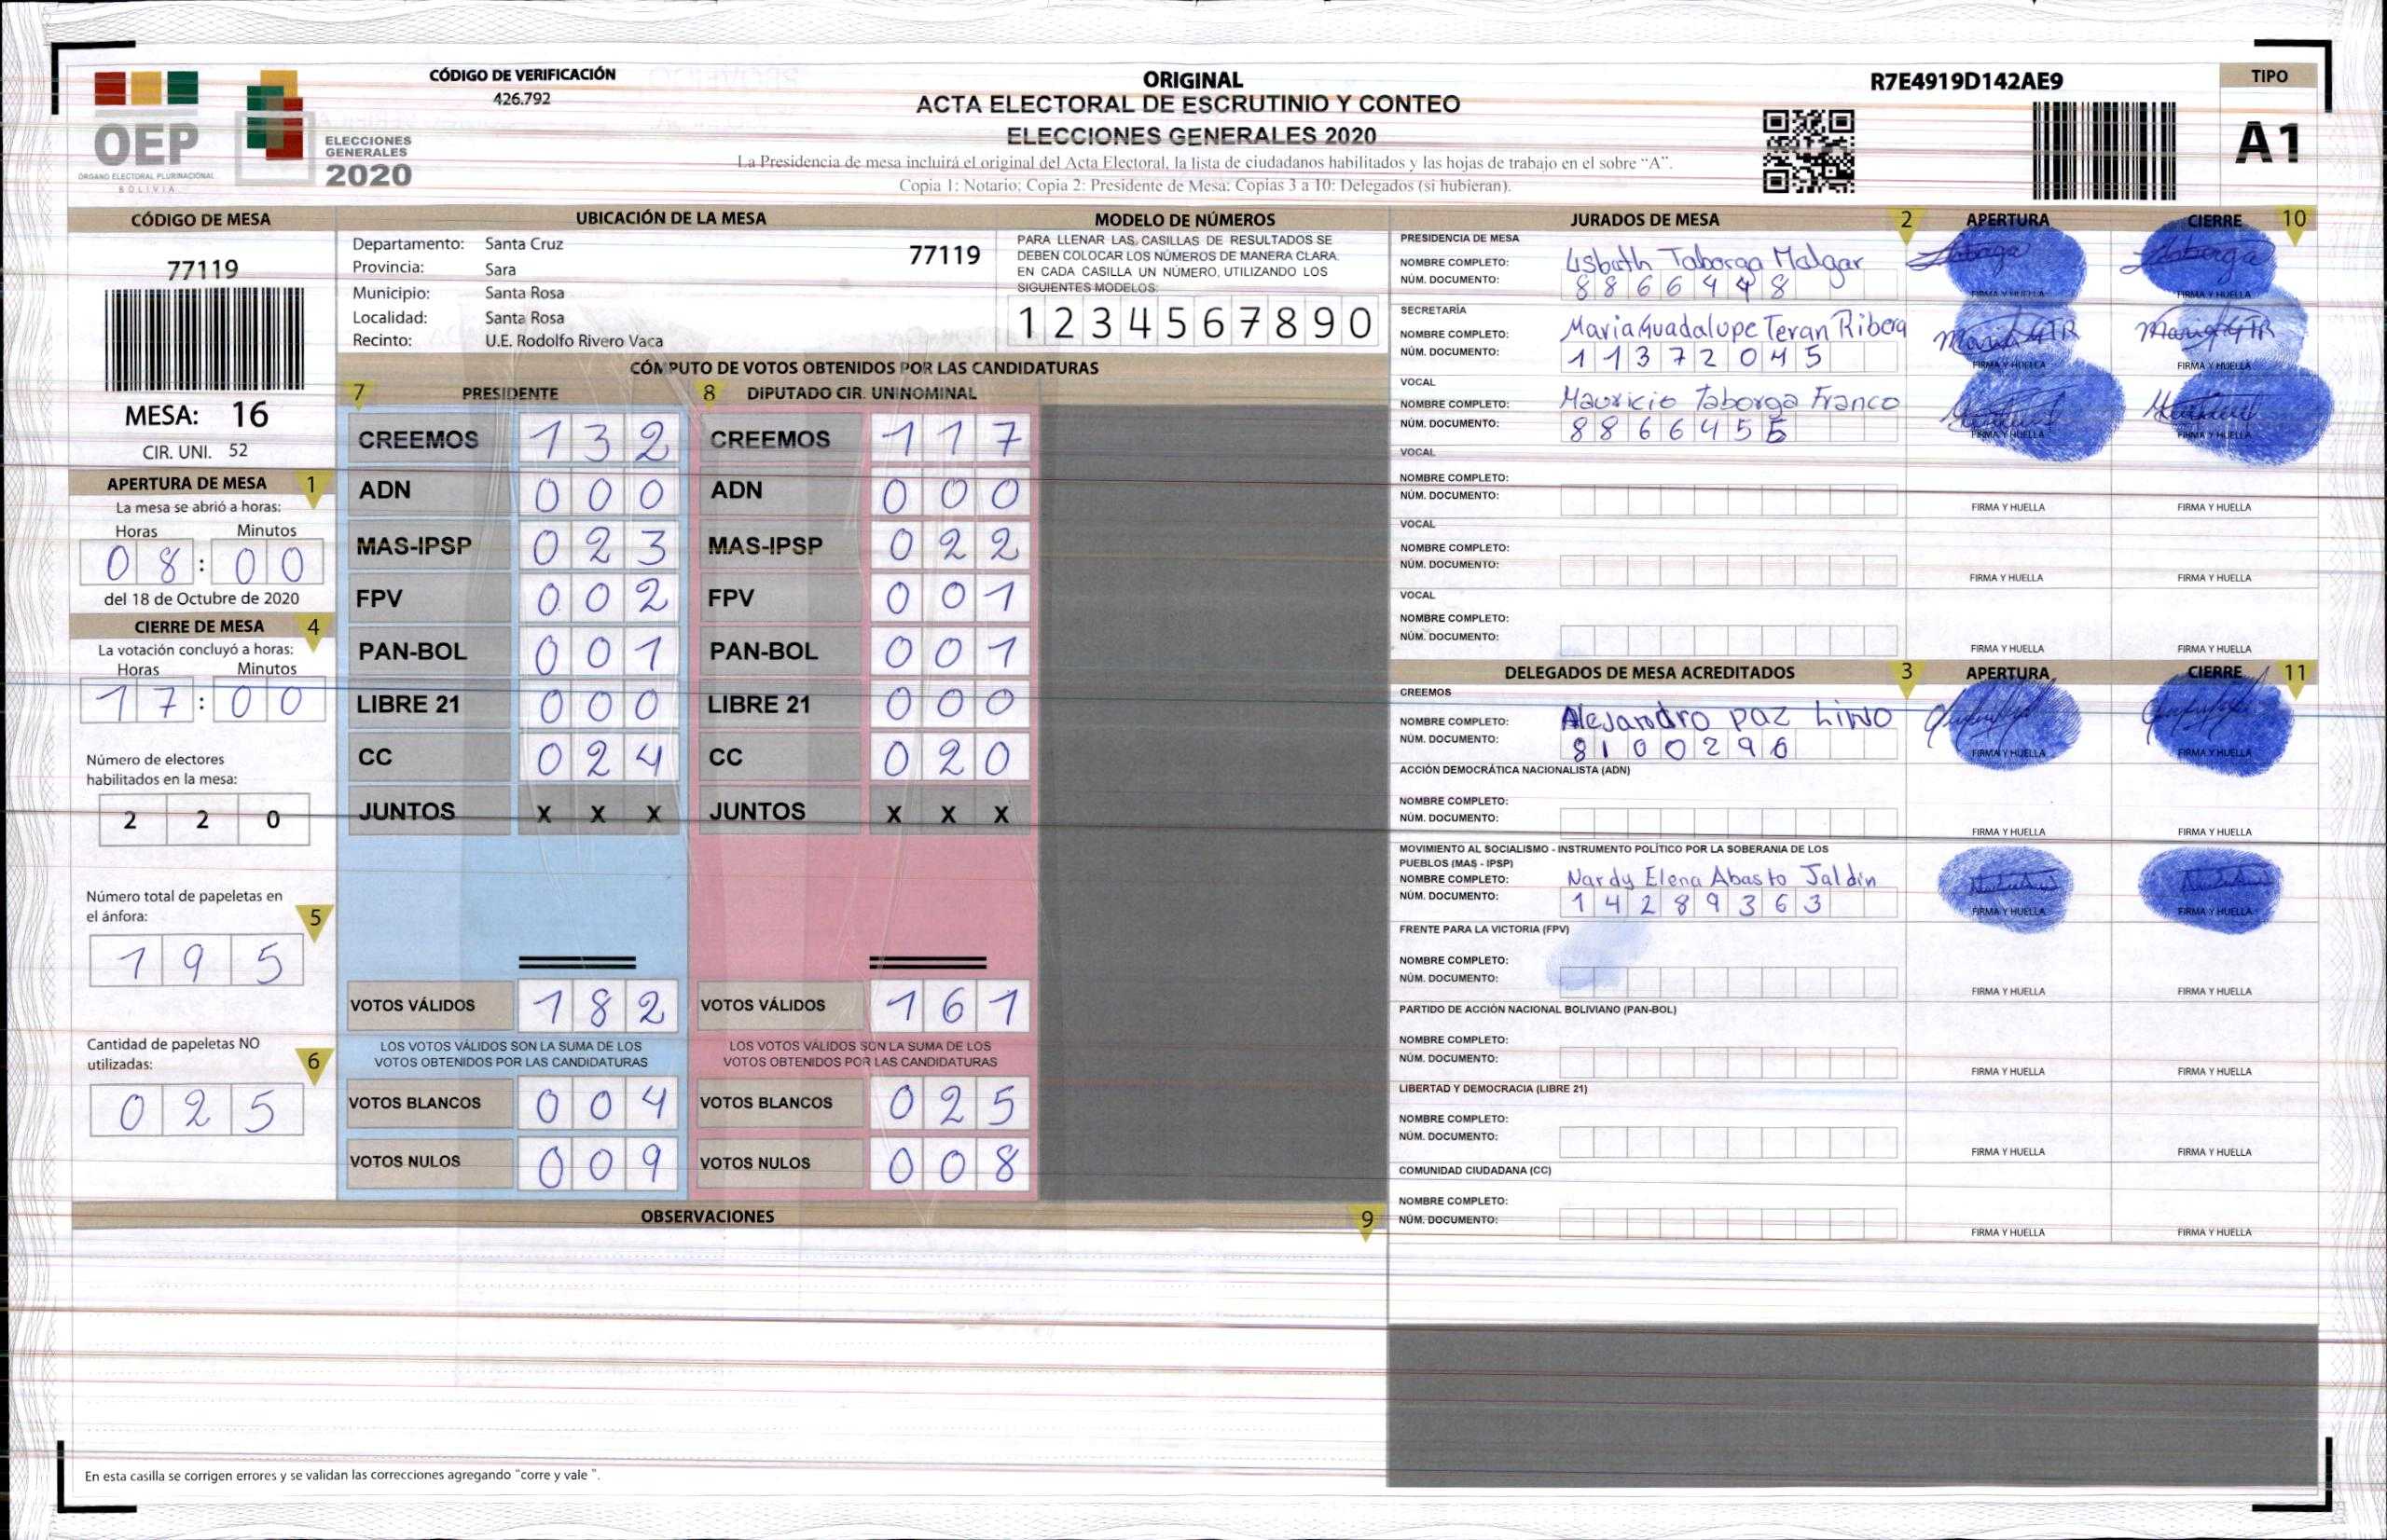 CÓDIGO DE VERIFICACIÓN
426.792
ORIGINAL
ACTA ELECTORAL DE ESCRUTINIO Y CONTEO
ELECCIONES GENERALES 2020
La Presidencia de mesa incluirá el original del Acta Electoral, la lista de ciudadanos habilitados y las hojas de trabajo en el sobre “A”.
Copia 1: Notario; Copia 2: Presidente de Mesa; Copias 3 a 10: Delegados (si hubieran).
R7E4919D142AE9
TIPO
A1
OEP
ÓRGANO ELECTORAL PLURINACIONAL
BOLIVIA
ELECCIONES
GENERALES
2020
CÓDIGO DE MESA
77119
MESA: 16
CIR. UNI. 52
APERTURA DE MESA 1
La mesa se abrió a horas:
Horas Minutos
0 8 : 0 0
del 18 de Octubre de 2020
CIERRE DE MESA 4
La votación concluyó a horas:
Horas Minutos
1 7 : 0 0
Número de electores
habilitados en la mesa:
2 2 0
Número total de papeletas en
el ánfora: 5
1 9 5
Cantidad de papeletas NO
utilizadas: 6
0 2 5
UBICACIÓN DE LA MESA
Departamento: Santa Cruz 77119
Provincia: Sara
Municipio: Santa Rosa
Localidad: Santa Rosa
Recinto: U.E. Rodolfo Rivero Vaca
MODELO DE NÚMEROS
PARA LLENAR LAS CASILLAS DE RESULTADOS SE
DEBEN COLOCAR LOS NÚMEROS DE MANERA CLARA.
EN CADA CASILLA UN NÚMERO, UTILIZANDO LOS
SIGUIENTES MODELOS:
1 2 3 4 5 6 7 8 9 0
CÓMPUTO DE VOTOS OBTENIDOS POR LAS CANDIDATURAS
7 PRESIDENTE
CREEMOS 1 3 2
ADN 0 0 0
MAS-IPSP 0 2 3
FPV 0 0 2
PAN-BOL 0 0 1
LIBRE 21 0 0 0
CC 0 2 4
JUNTOS X X X
VOTOS VÁLIDOS 1 8 2
LOS VOTOS VÁLIDOS SON LA SUMA DE LOS
VOTOS OBTENIDOS POR LAS CANDIDATURAS
VOTOS BLANCOS 0 0 4
VOTOS NULOS 0 0 9
8 DIPUTADO CIR. UNINOMINAL
CREEMOS 1 1 7
ADN 0 0 0
MAS-IPSP 0 2 2
FPV 0 0 1
PAN-BOL 0 0 1
LIBRE 21 0 0 0
CC 0 2 0
JUNTOS X X X
VOTOS VÁLIDOS 1 6 1
LOS VOTOS VÁLIDOS SON LA SUMA DE LOS
VOTOS OBTENIDOS POR LAS CANDIDATURAS
VOTOS BLANCOS 0 2 5
VOTOS NULOS 0 0 8
OBSERVACIONES 9
En esta casilla se corrigen errores y se validan las correcciones agregando "corre y vale ".
JURADOS DE MESA 2 APERTURA CIERRE 10
PRESIDENCIA DE MESA
NOMBRE COMPLETO: Lisbath Taborga Malgar
NÚM. DOCUMENTO: 8 8 6 6 9 4 8
FIRMA Y HUELLA FIRMA Y HUELLA
SECRETARÍA
NOMBRE COMPLETO: Maria Guadalupe Teran Ribera
NÚM. DOCUMENTO: 1 1 3 7 2 0 4 5
FIRMA Y HUELLA FIRMA Y HUELLA
VOCAL
NOMBRE COMPLETO: Mauricio Taborga Franco
NÚM. DOCUMENTO: 8 8 6 6 4 5 5
FIRMA Y HUELLA FIRMA Y HUELLA
VOCAL
NOMBRE COMPLETO:
NÚM. DOCUMENTO:
FIRMA Y HUELLA FIRMA Y HUELLA
VOCAL
NOMBRE COMPLETO:
NÚM. DOCUMENTO:
FIRMA Y HUELLA FIRMA Y HUELLA
VOCAL
NOMBRE COMPLETO:
NÚM. DOCUMENTO:
FIRMA Y HUELLA FIRMA Y HUELLA
DELEGADOS DE MESA ACREDITADOS 3 APERTURA CIERRE 11
CREEMOS
NOMBRE COMPLETO: Alejandro paz Lino
NÚM. DOCUMENTO: 8 1 0 0 2 9 6
FIRMA Y HUELLA FIRMA Y HUELLA
ACCIÓN DEMOCRÁTICA NACIONALISTA (ADN)
NOMBRE COMPLETO:
NÚM. DOCUMENTO:
FIRMA Y HUELLA FIRMA Y HUELLA
MOVIMIENTO AL SOCIALISMO - INSTRUMENTO POLÍTICO POR LA SOBERANIA DE LOS
PUEBLOS (MAS - IPSP)
NOMBRE COMPLETO: Nardy Elena Abasto Jaldin
NÚM. DOCUMENTO: 1 4 2 8 9 3 6 3
FIRMA Y HUELLA FIRMA Y HUELLA
FRENTE PARA LA VICTORIA (FPV)
NOMBRE COMPLETO:
NÚM. DOCUMENTO:
FIRMA Y HUELLA FIRMA Y HUELLA
PARTIDO DE ACCIÓN NACIONAL BOLIVIANO (PAN-BOL)
NOMBRE COMPLETO:
NÚM. DOCUMENTO:
FIRMA Y HUELLA FIRMA Y HUELLA
LIBERTAD Y DEMOCRACIA (LIBRE 21)
NOMBRE COMPLETO:
NÚM. DOCUMENTO:
FIRMA Y HUELLA FIRMA Y HUELLA
COMUNIDAD CIUDADANA (CC)
NOMBRE COMPLETO:
NÚM. DOCUMENTO:
FIRMA Y HUELLA FIRMA Y HUELLA